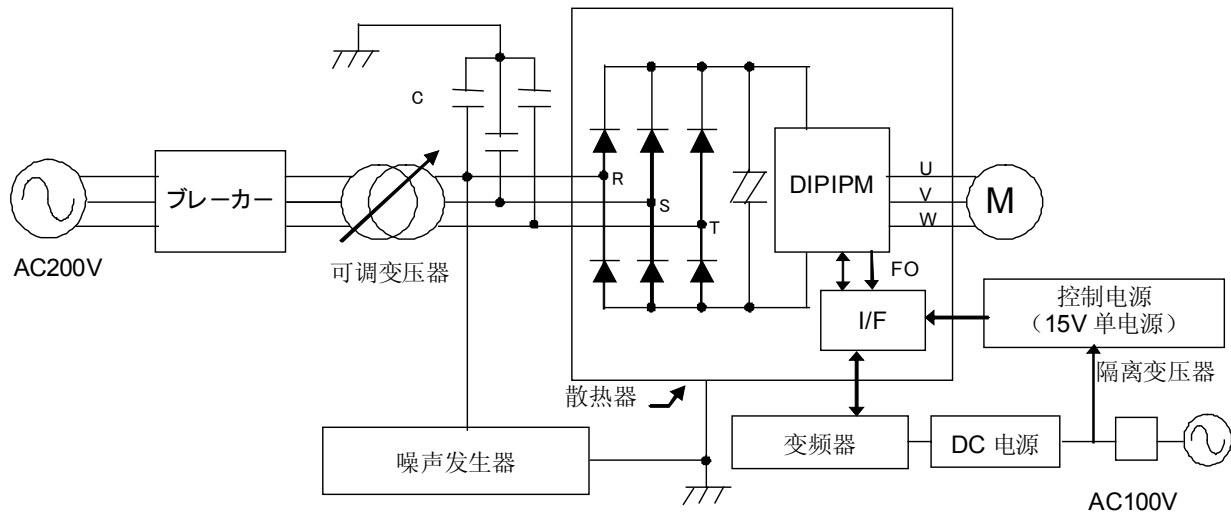 C
R
S
T
DIPIPM
U
V
W
M
ブレーカー
AC200V
可调变压器
FO
I/F
控制电源
（15V 单电源）
隔离变压器
散热器
噪声发生器
变频器
DC 电源
AC100V